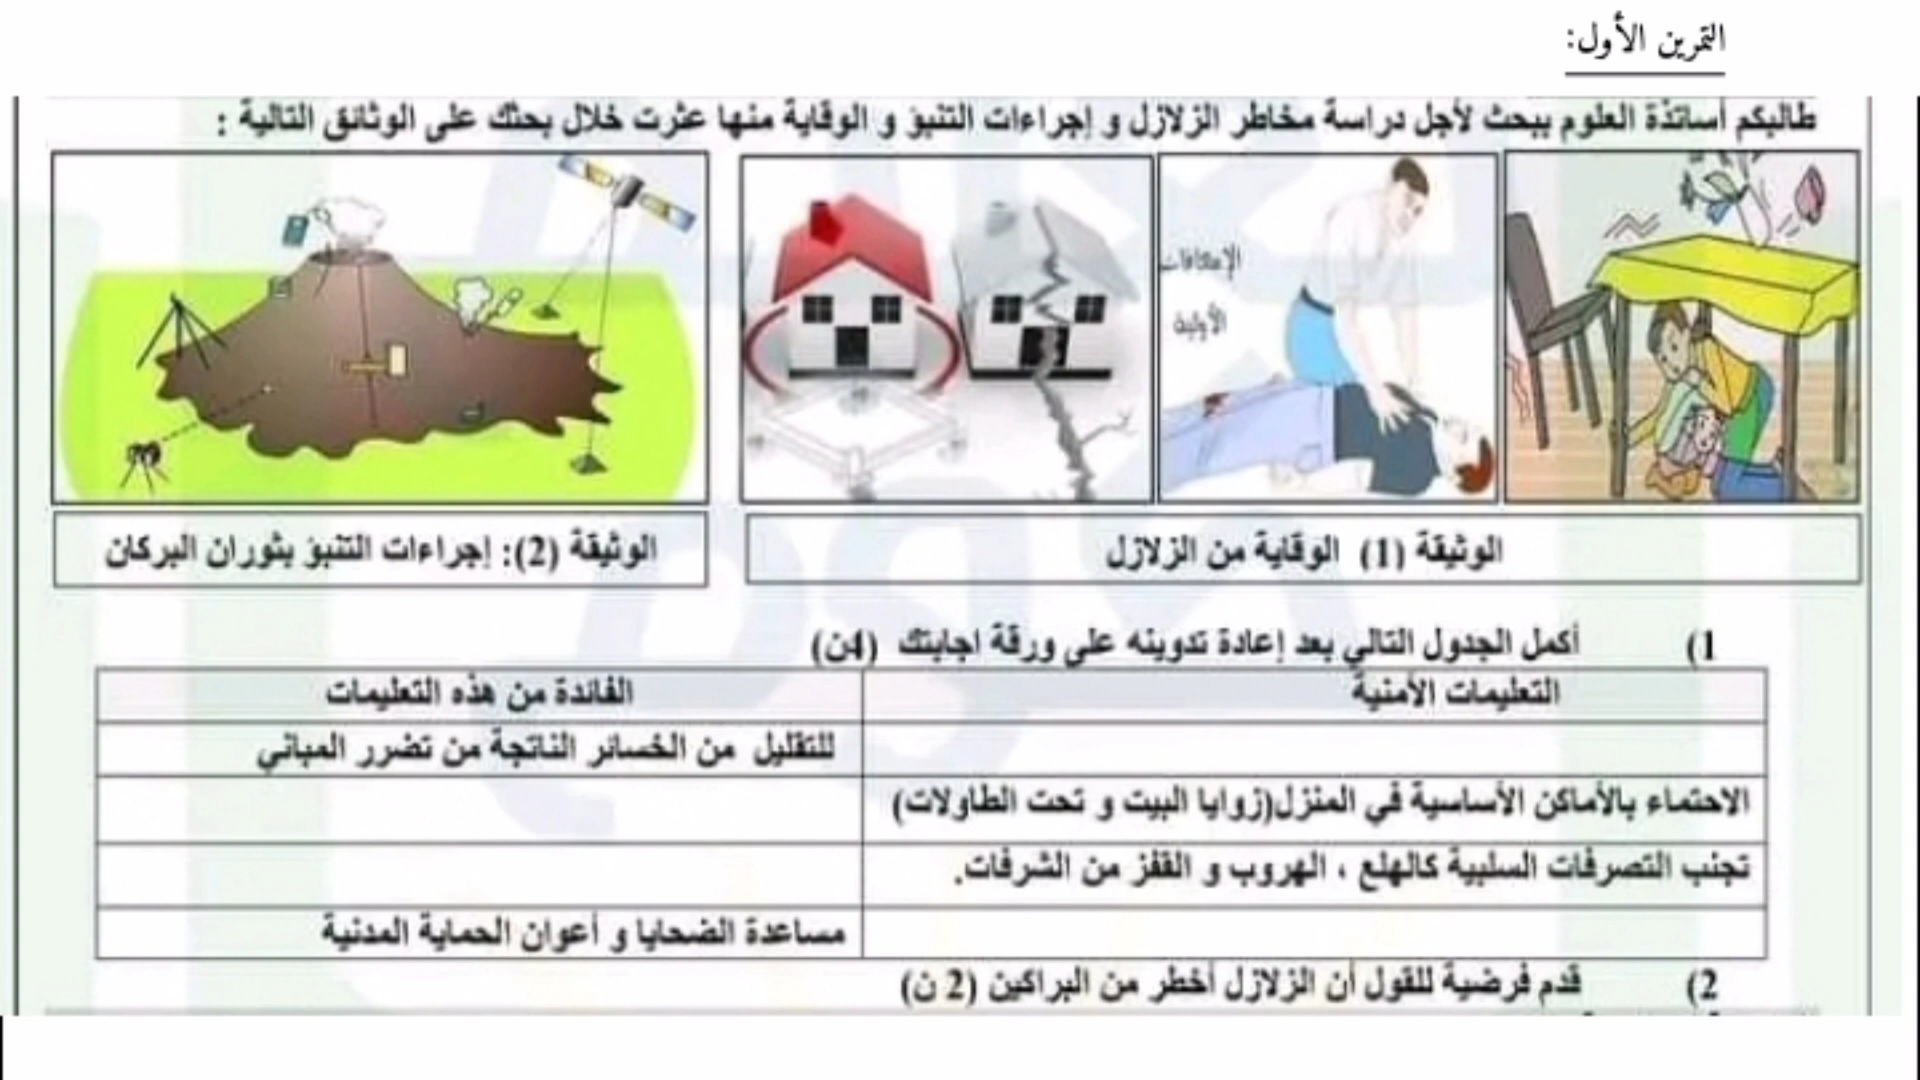 التمرين الأول:
طالبكم أساتذة العلوم ببحث لأجل دراسة مخاطر الزلازل و إجراءات التنبؤ و الوقاية منها عثرت خلال بحثك على الوثائق التالية :
الإسعافات
الأولية
الوثيقة (1) الوقاية من الزلازل
الوثيقة (2): إجراءات التنبؤ بثوران البركان
1) أكمل الجدول التالي بعد إعادة تدوينه على ورقة اجابتك (4ن)
التعليمات الأمنية الفائدة من هذه التعليمات
للتقليل من الخسائر الناتجة من تضرر المباني
الاحتماء بالأماكن الأساسية في المنزل(زوايا البيت و تحت الطاولات)
تجنب التصرفات السلبية كالهلع ، الهروب و القفز من الشرفات.
مساعدة الضحايا و أعوان الحماية المدنية
2) قدم فرضية للقول أن الزلازل أخطر من البراكين (2 ن)